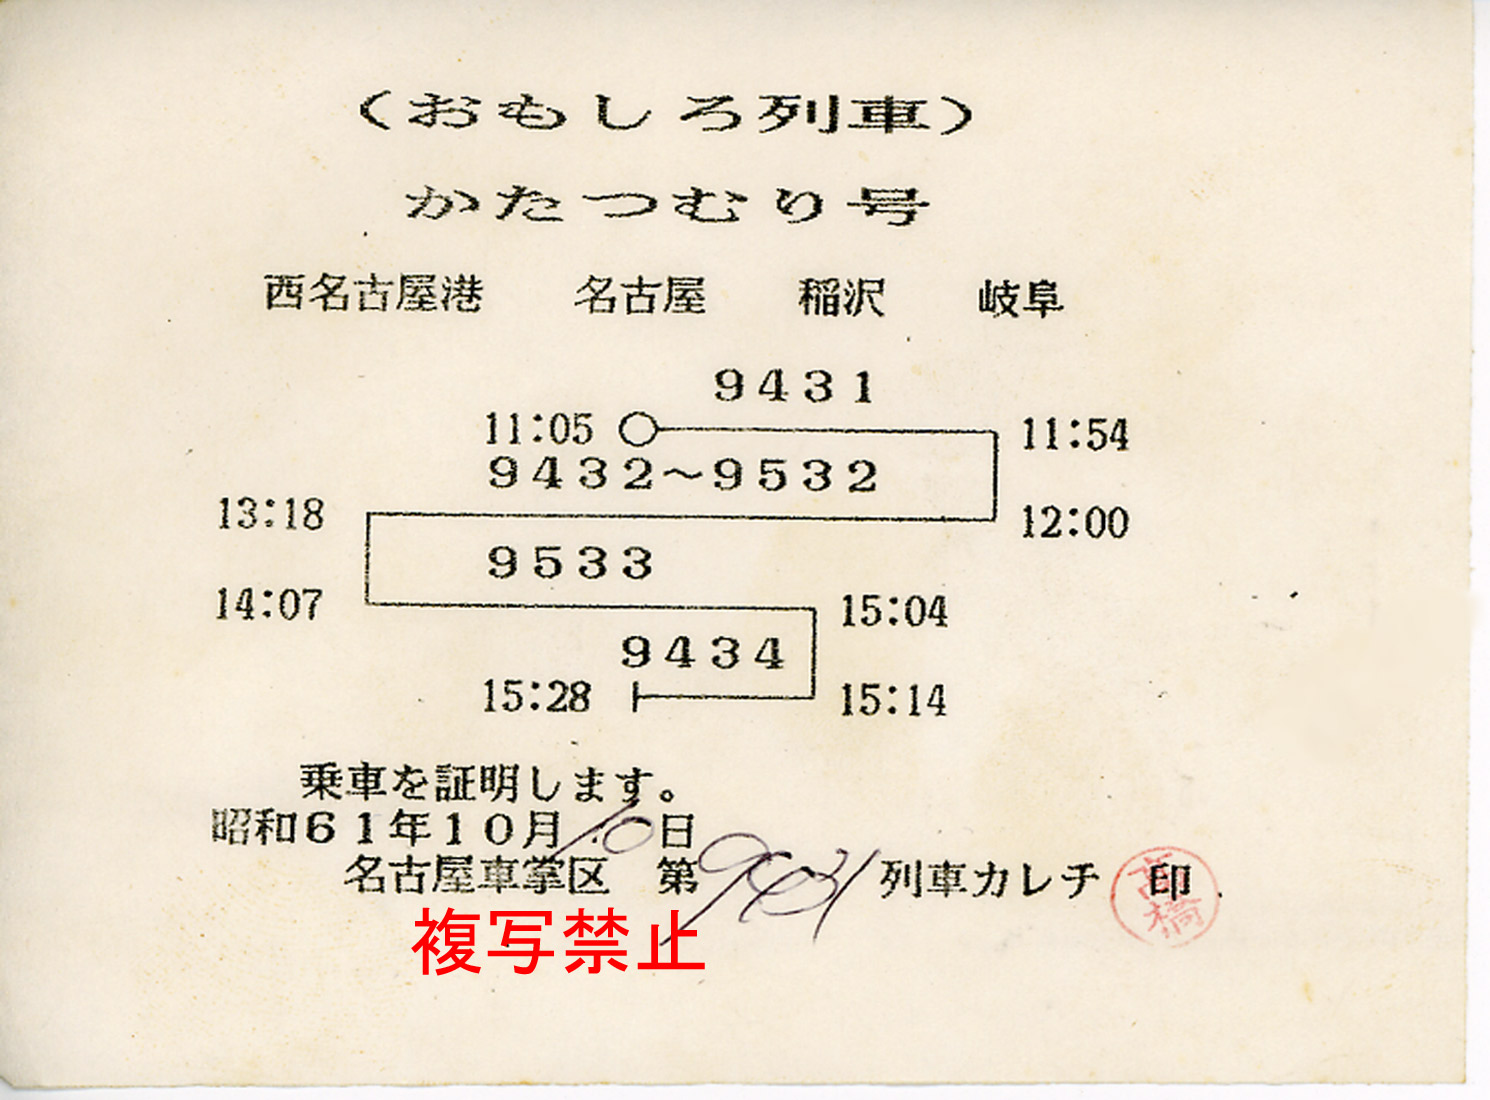 （おもしろ列車）
かたつむり号
西名古屋港 名古屋 稲沢 岐阜
9431
11:05 11:54
9432～9532
13:18 12:00
9533
14:07 15:04
9434
15:28 15:14
乗車を証明します。
昭和61年10月10日
名古屋車掌区 第9431列車カレチ 印
高橋
複写禁止